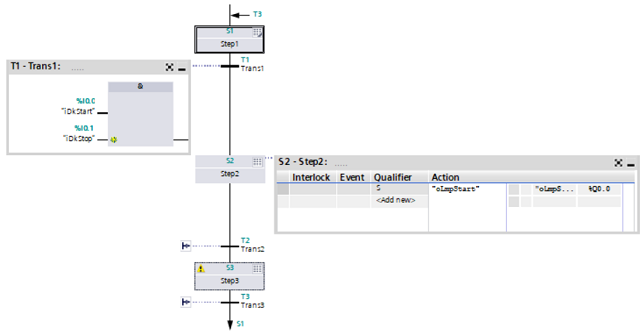 T3
S1
Step1
T1 - Trans1: .....
T1
Trans1
&
%I0.0
"iDkStart"
%I0.1
"iDkStop"
S2
Step2
S2 - Step2: .....
Interlock Event Qualifier Action
S "oLmpStart" "oLmpS... %Q0.0
<Add new>
T2
Trans2
S3
Step3
T3
Trans3
S1